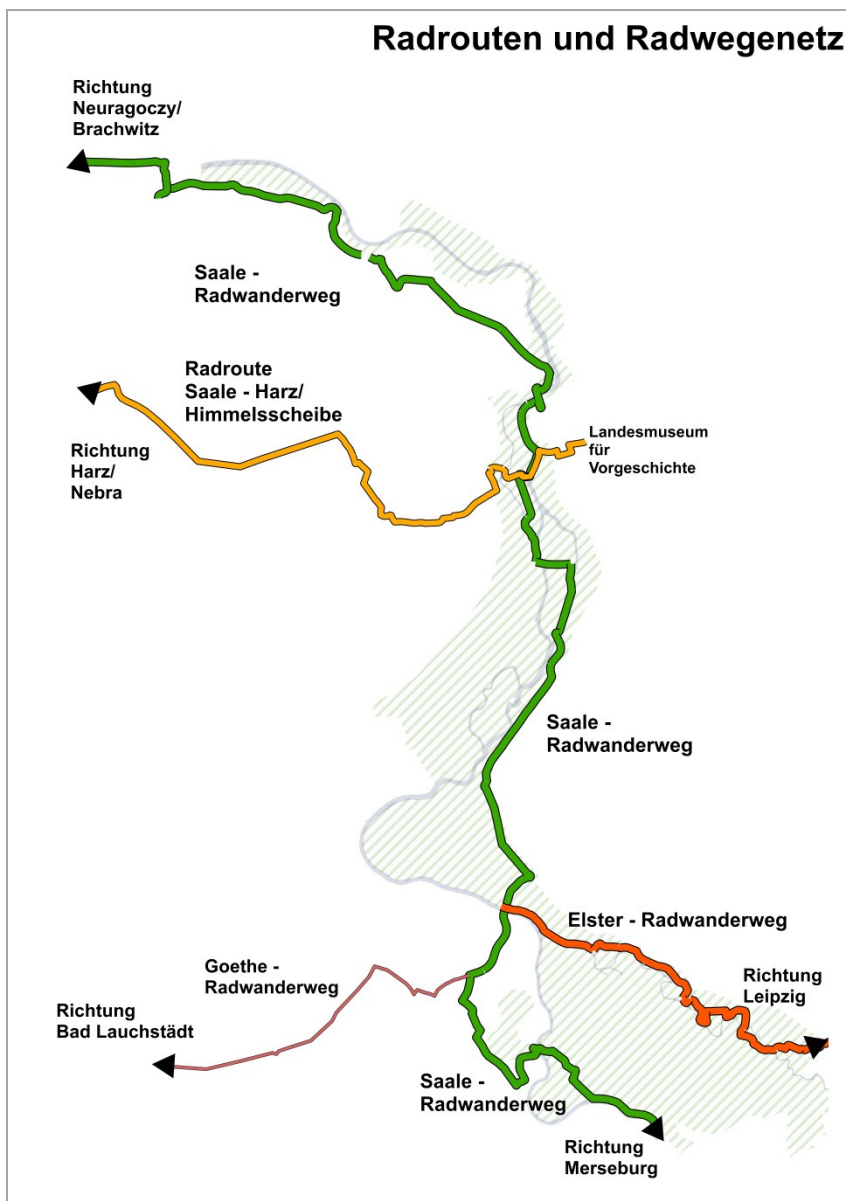 Radrouten und Radwegenetz
Richtung
Neuragoczy/
Brachwitz
Saale -
Radwanderweg
Radroute
Saale - Harz/
Himmelsscheibe
Richtung
Harz/
Nebra
Landesmuseum
für
Vorgeschichte
Saale -
Radwanderweg
Elster - Radwanderweg
Goethe -
Radwanderweg
Richtung
Leipzig
Richtung
Bad Lauchstädt
Saale -
Radwanderweg
Richtung
Merseburg